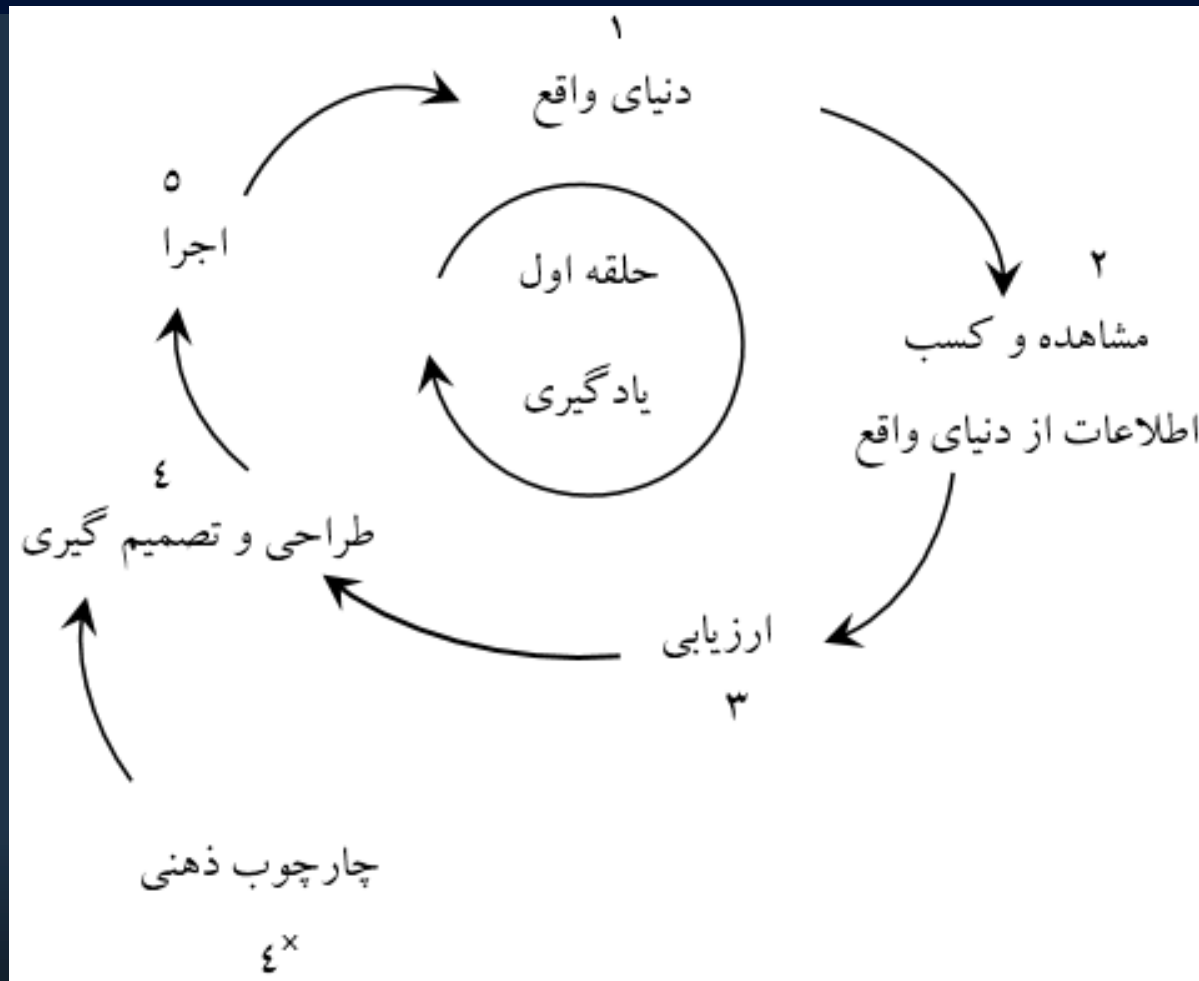 ۱
دنیای واقع
۲
مشاهده و کسب
اطلاعات از دنیای واقع
ارزیابی
۳
٤
طراحی و تصمیم گیری
۵
اجرا
حلقه اول
یادگیری
چارچوب ذهنی
٤×